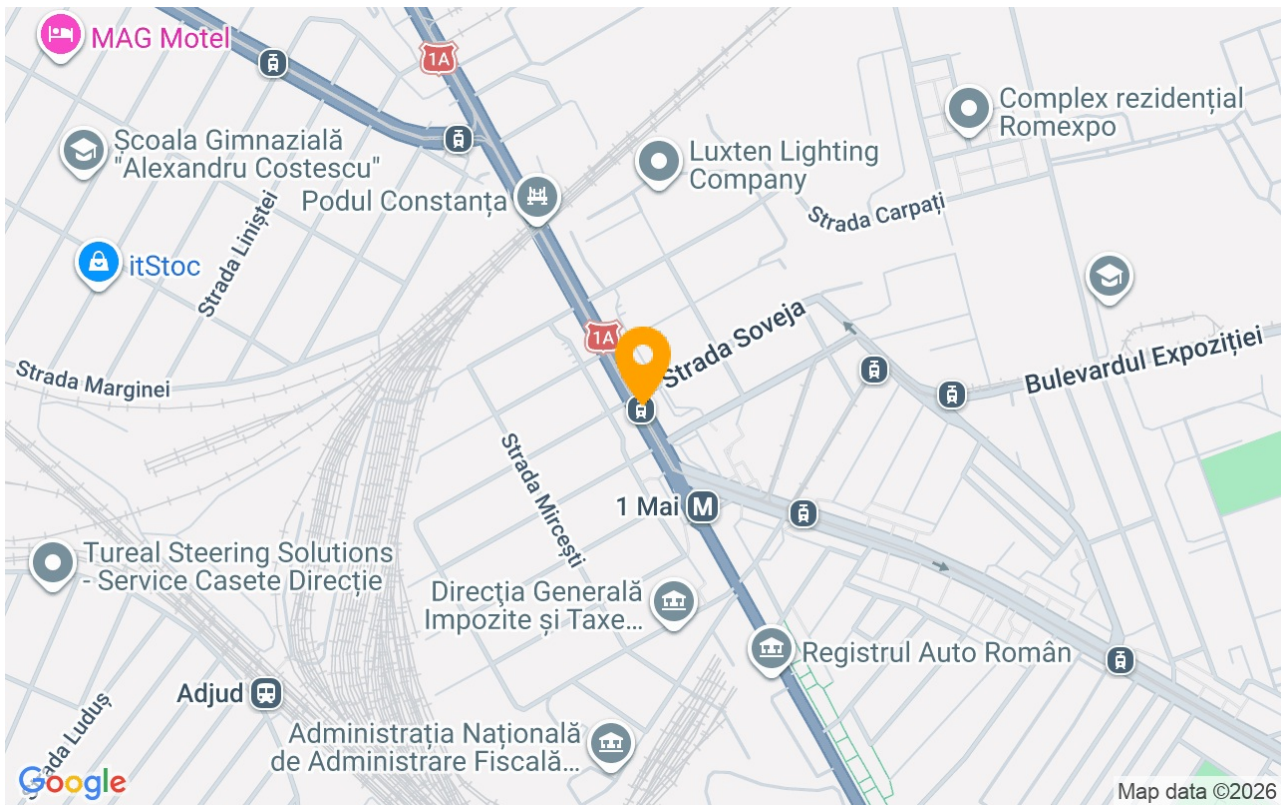 MAG Motel
1A
Școala Gimnazială
"Alexandru Costescu"
Podul Constanța
Luxten Lighting
Company
Complex rezidențial
Romexpo
Strada Carpați
Strada Liniștei
itStoc
1A
Strada Soveja
Bulevardul Expoziției
Strada Marginei
Strada Mircești
1 Mai M
Tureal Steering Solutions
- Service Casete Direcție
Direcţia Generală
Impozite și Taxe...
Registrul Auto Român
Adjud
Administrația Națională
de Administrare Fiscală...
Strada Luduș
Google
Map data ©2026